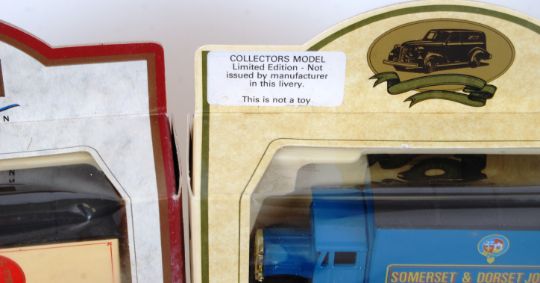 COLLECTORS MODEL
Limited Edition - Not
issued by manufacturer
in this livery.
This is not a toy
N
SOMERSET & DORSET JO